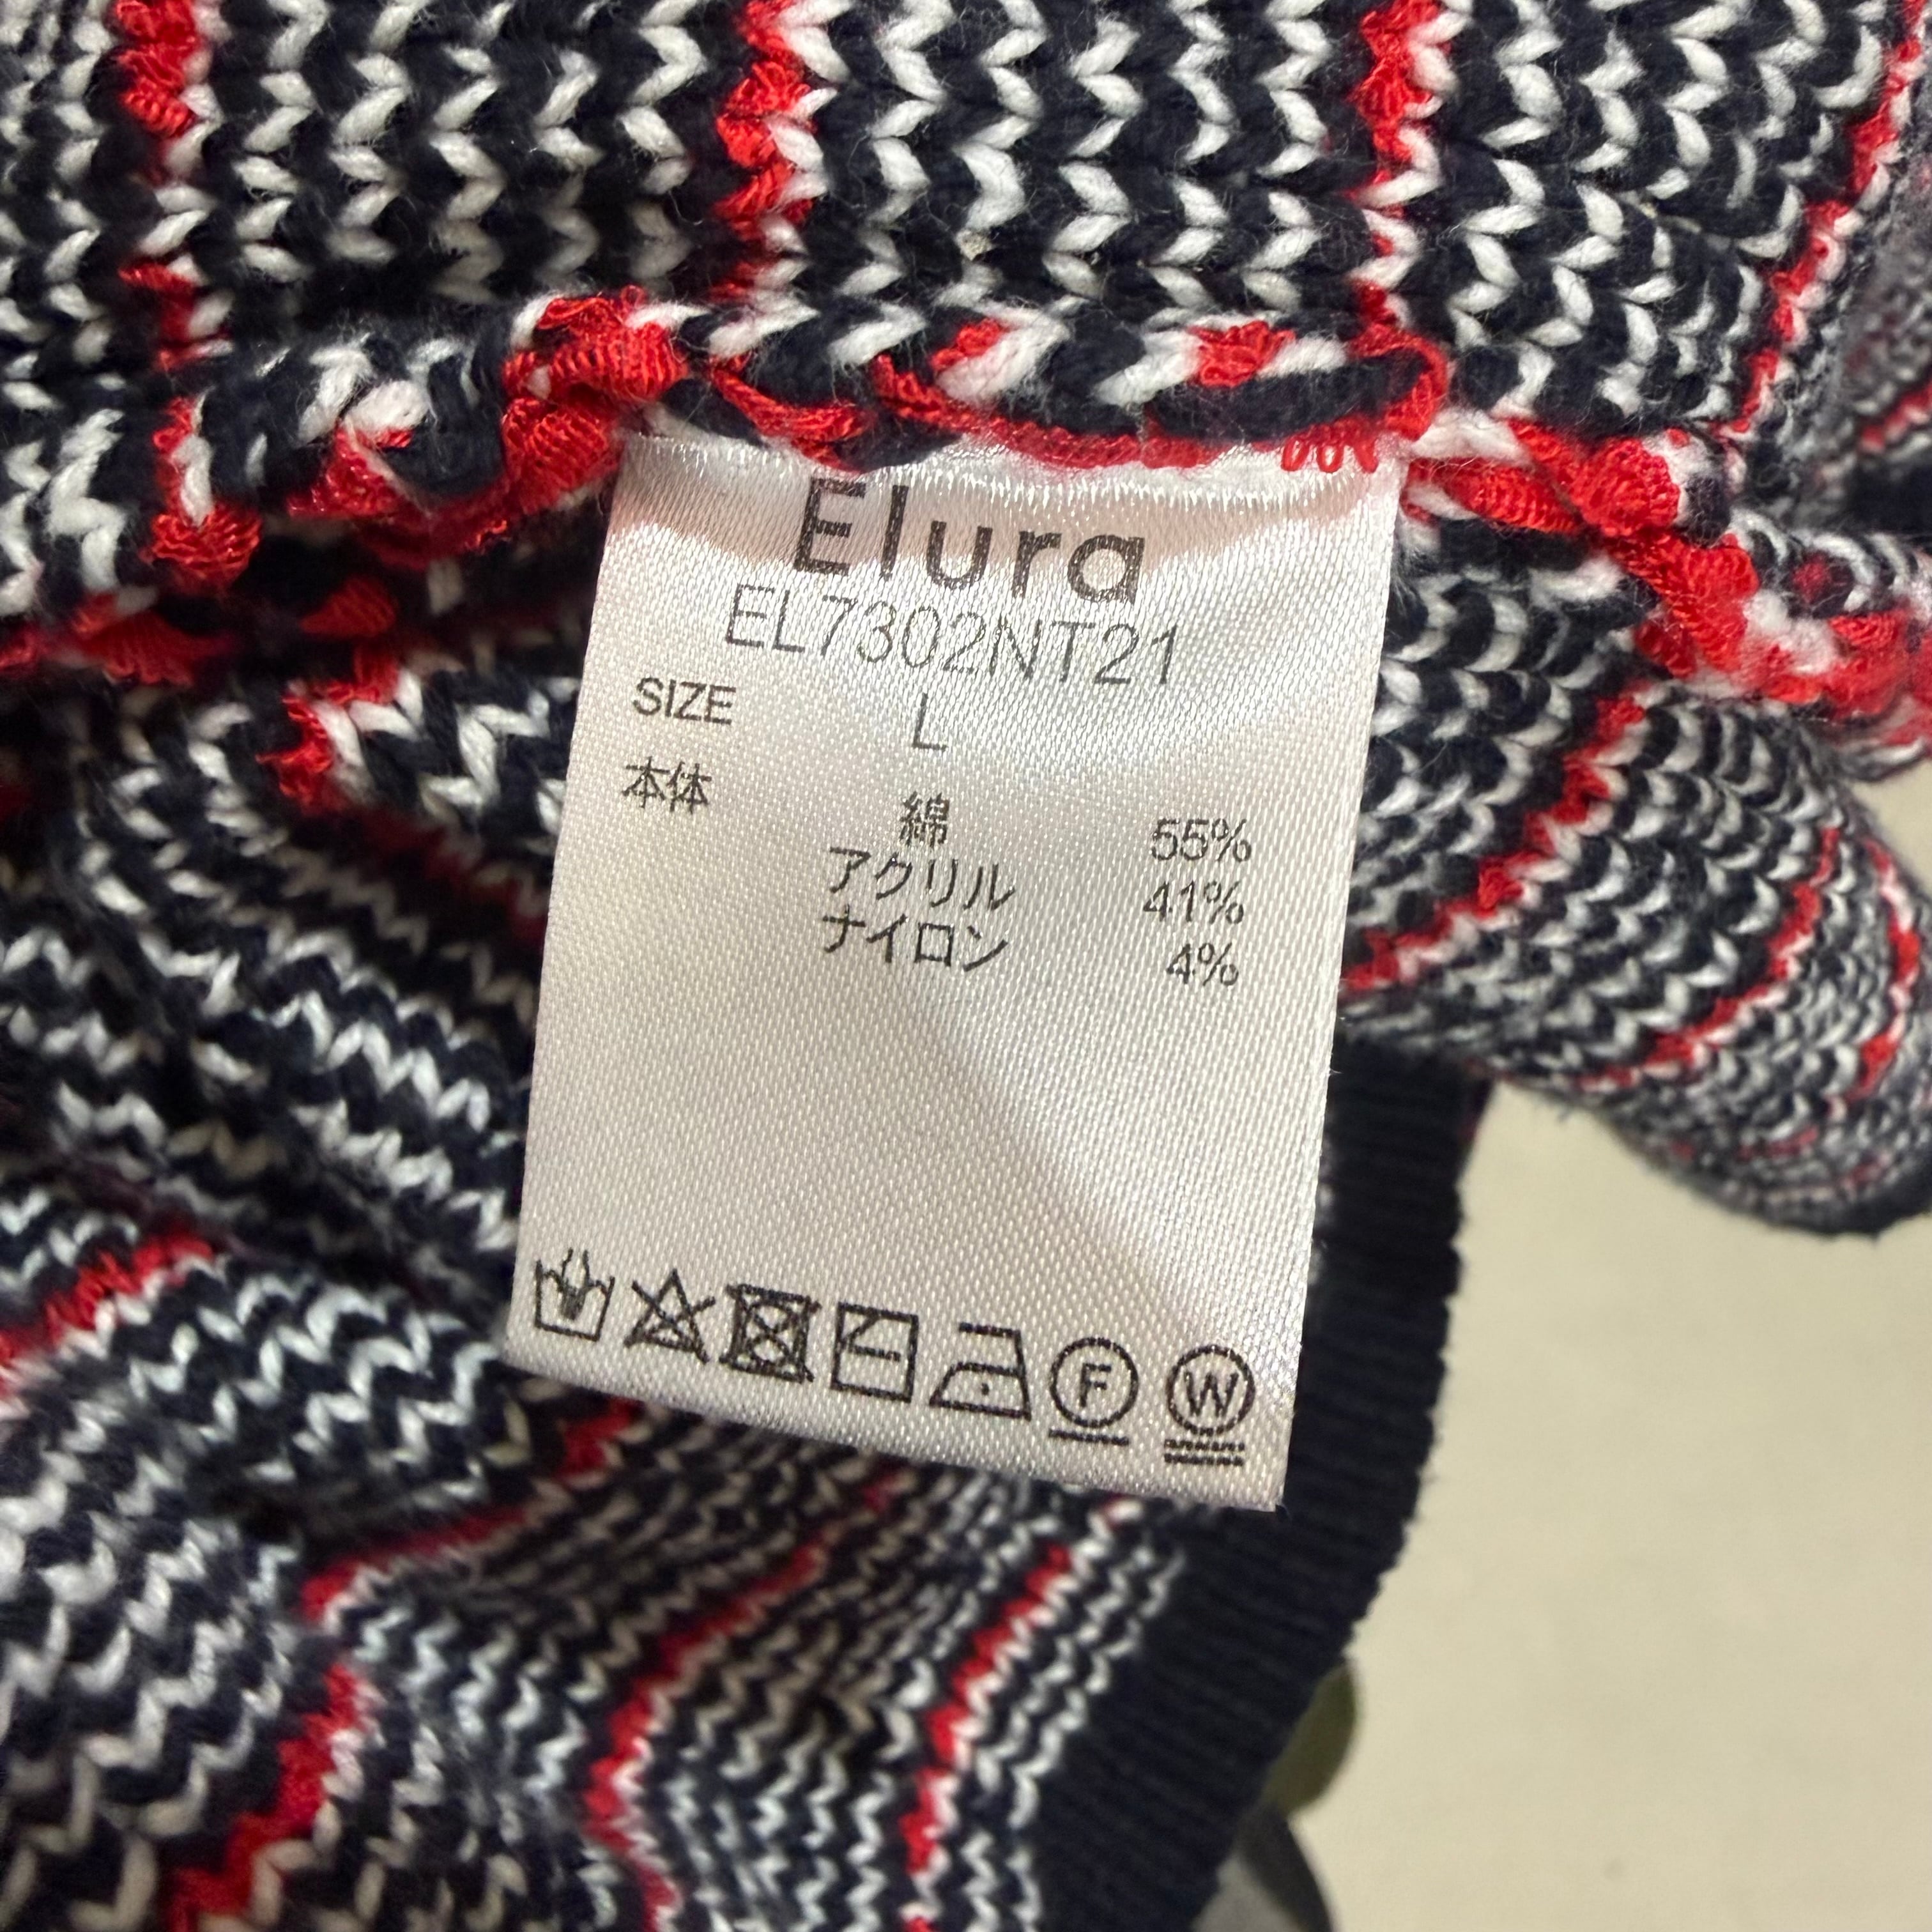 Elura
EL7302NT21
SIZE L
本体 綿 55%
アクリル 41%
ナイロン 4%
F W